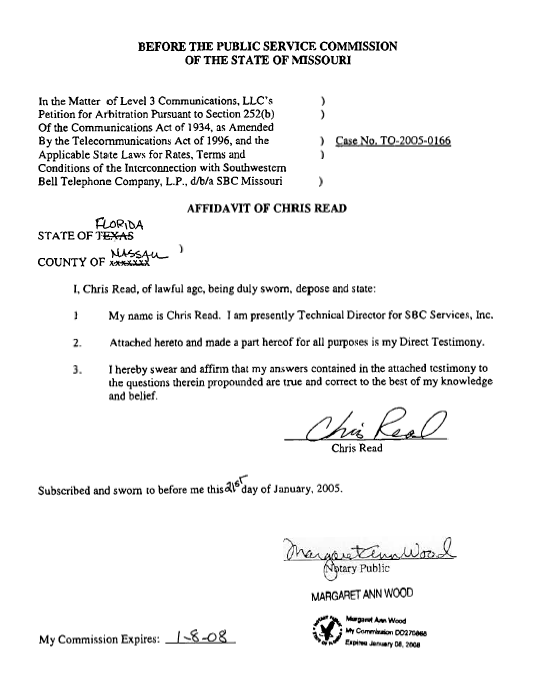 BEFORE THE PUBLIC SERVICE COMMISSION
OF THE STATE OF MISSOURI
In the Matter of Level 3 Communications, LLC's )
Petition for Arbitration Pursuant to Section 252(b) )
Of the Communications Act of 1934, as Amended
By the Telecommunications Act of 1996, and the ) Case No. TO-2005-0166
Applicable State Laws for Rates, Terms and )
Conditions of the Interconnection with Southwestern
Bell Telephone Company, L.P., d/b/a SBC Missouri )
AFFIDAVIT OF CHRIS READ
FLORIDA
STATE OF TEXAS )
NASSAU
COUNTY OF xxxxxxx
I, Chris Read, of lawful age, being duly sworn, depose and state:
1 My name is Chris Read. I am presently Technical Director for SBC Services, Inc.
2. Attached hereto and made a part hereof for all purposes is my Direct Testimony.
3. I hereby swear and affirm that my answers contained in the attached testimony to
the questions therein propounded are true and correct to the best of my knowledge
and belief.
Chris Read
Chris Read
Subscribed and sworn to before me this 21st day of January, 2005.
Margaret Ann Wood
Notary Public
MARGARET ANN WOOD
Margaret Ann Wood
My Commission DD270868
Expires January 08, 2008
My Commission Expires: 1-8-08